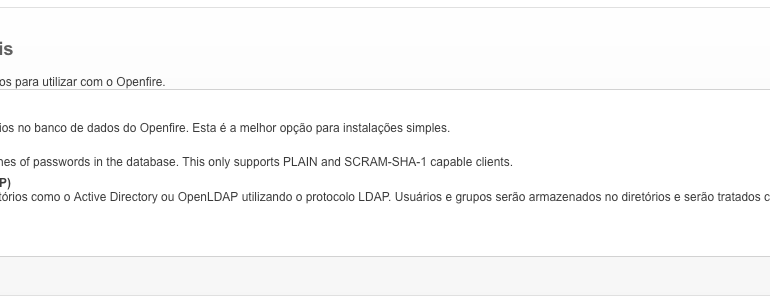 is
os para utilizar com o Openfire.
ios no banco de dados do Openfire. Esta é a melhor opção para instalações simples.
hes of passwords in the database. This only supports PLAIN and SCRAM-SHA-1 capable clients.
P)
tórios como o Active Directory ou OpenLDAP utilizando o protocolo LDAP. Usuários e grupos serão armazenados no diretórios e serão tratados c